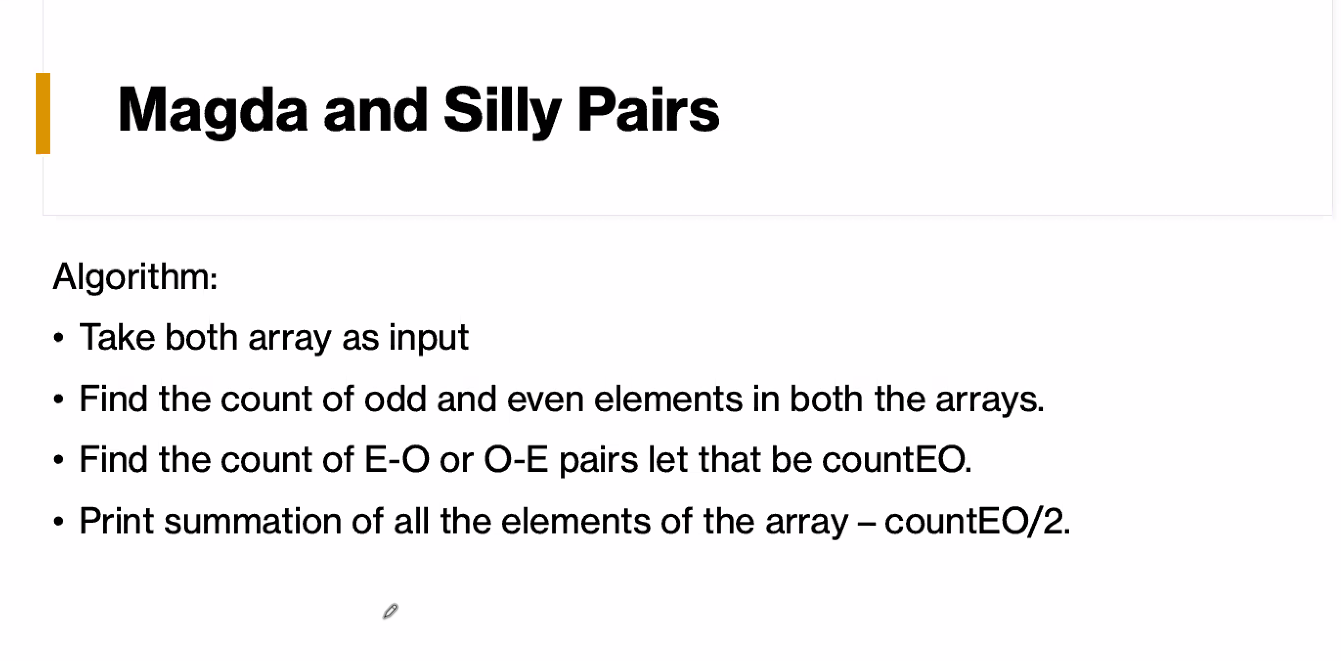 Magda and Silly Pairs
Algorithm:
• Take both array as input
• Find the count of odd and even elements in both the arrays.
• Find the count of E-O or O-E pairs let that be countEO.
• Print summation of all the elements of the array – countEO/2.